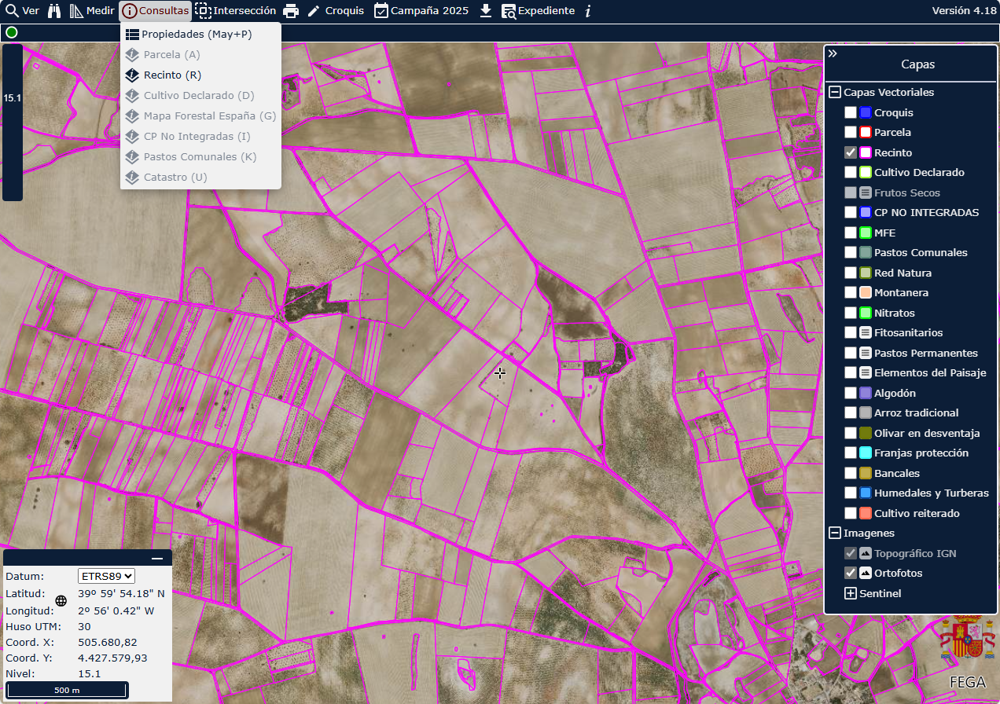 Ver Medir Consultas Intersección Croquis Campaña 2025 Expediente Versión 4.18
Propiedades (May+P)
Parcela (A)
Recinto (R)
Cultivo Declarado (D)
Mapa Forestal España (G)
CP No Integradas (I)
Pastos Comunales (K)
Catastro (U)
15.1
Capas
Capas Vectoriales
Croquis
Parcela
Recinto
Cultivo Declarado
Frutos Secos
CP NO INTEGRADAS
MFE
Pastos Comunales
Red Natura
Montanera
Nitratos
Fitosanitarios
Pastos Permanentes
Elementos del Paisaje
Algodón
Arroz tradicional
Olivar en desventaja
Franjas protección
Bancales
Humedales y Turberas
Cultivo reiterado
Imagenes
Topográfico IGN
Ortofotos
Sentinel
Datum: ETRS89
Latitud: 39º 59' 54.18" N
Longitud: 2º 56' 0.42" W
Huso UTM: 30
Coord. X: 505.680,82
Coord. Y: 4.427.579,93
Nivel: 15.1
500 m
FEGA